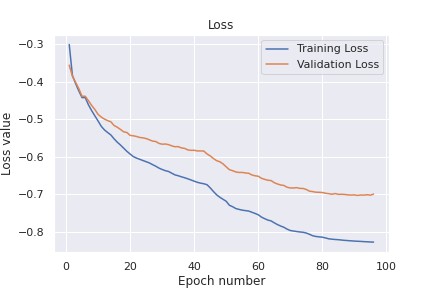 Loss
Training Loss
Validation Loss
−0.3
−0.4
−0.5
−0.6
−0.7
−0.8
Loss value
0
20
40
60
80
100
Epoch number